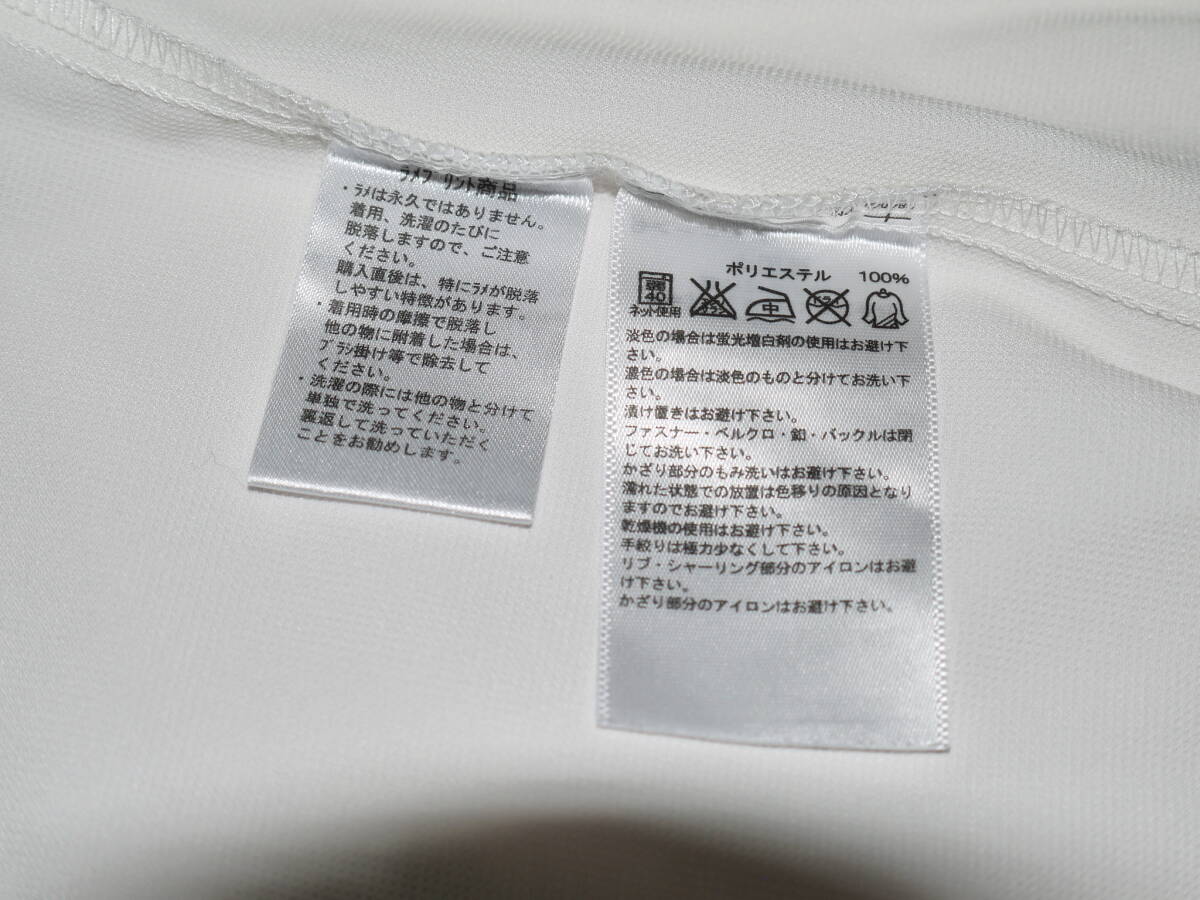 ﾗﾒﾌﾟﾘﾝﾄ商品
・ﾗﾒは永久ではありません。
着用、洗濯のたびに
脱落しますので、ご注意
ください。
購入直後は、特にﾗﾒが脱落
しやすい特徴があります。
・着用時の摩擦で脱落し
他の物に附着した場合は、
ﾌﾞﾗｼ掛け等で除去して
ください。
・洗濯の際には他の物と分けて
単独で洗ってください。
裏返して洗っていただく
ことをお勧めします。
ポリエステル 100%
弱
40
ネット使用
エンソ
サラシ
中
ドライ
淡色の場合は蛍光増白剤の使用はお避け下
さい。
濃色の場合は淡色のものと分けてお洗い下
さい。
漬け置きはお避け下さい。
ファスナー・ベルクロ・釦・バックルは閉
じてお洗い下さい。
かざり部分のもみ洗いはお避け下さい。
濡れた状態での放置は色移りの原因となり
ますのでお避け下さい。
乾燥機の使用はお避け下さい。
手絞りは極力少なくして下さい。
リブ・シャーリング部分のアイロンはお避
け下さい。
かざり部分のアイロンはお避け下さい。